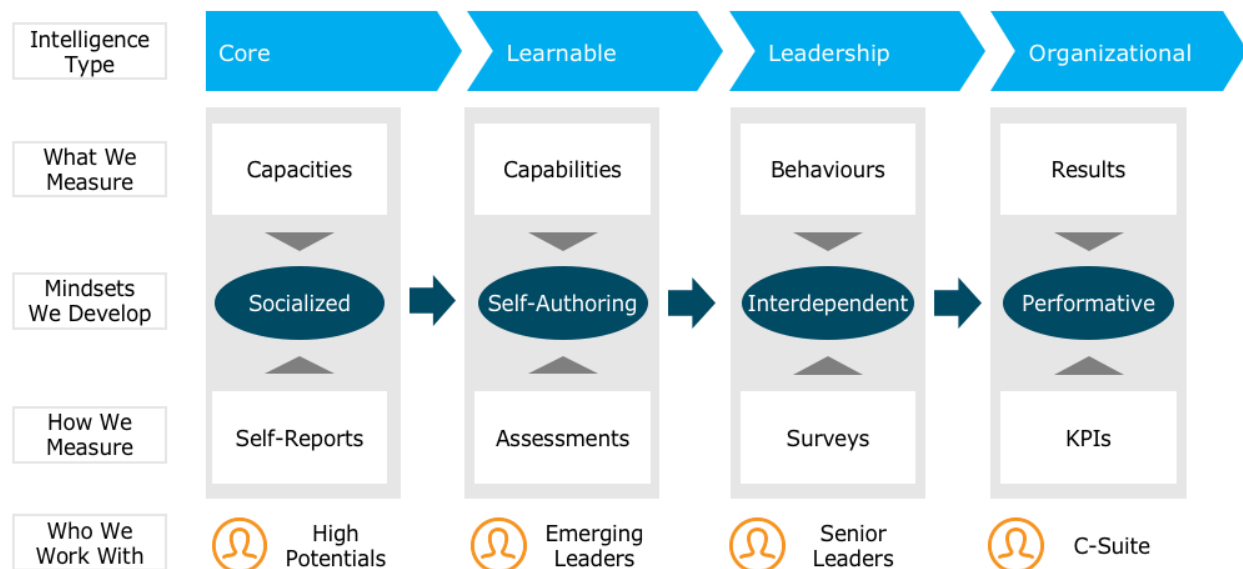 Intelligence
Type
Core
Learnable
Leadership
Organizational
What We
Measure
Capacities
Capabilities
Behaviours
Results
Mindsets
We Develop
Socialized
Self-Authoring
Interdependent
Performative
How We
Measure
Self-Reports
Assessments
Surveys
KPIs
Who We
Work With
High
Potentials
Emerging
Leaders
Senior
Leaders
C-Suite